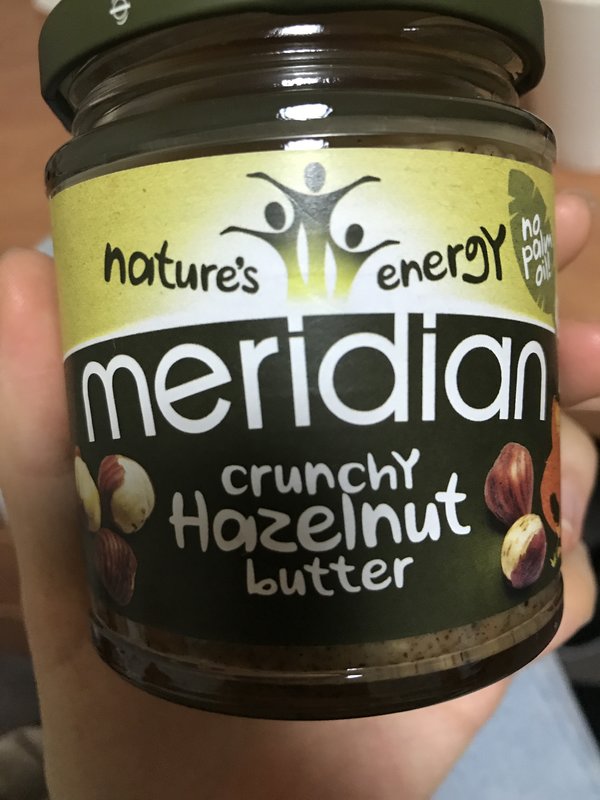 nature's energy
no
palm
oil
meridian
crunchy
Hazelnut
butter